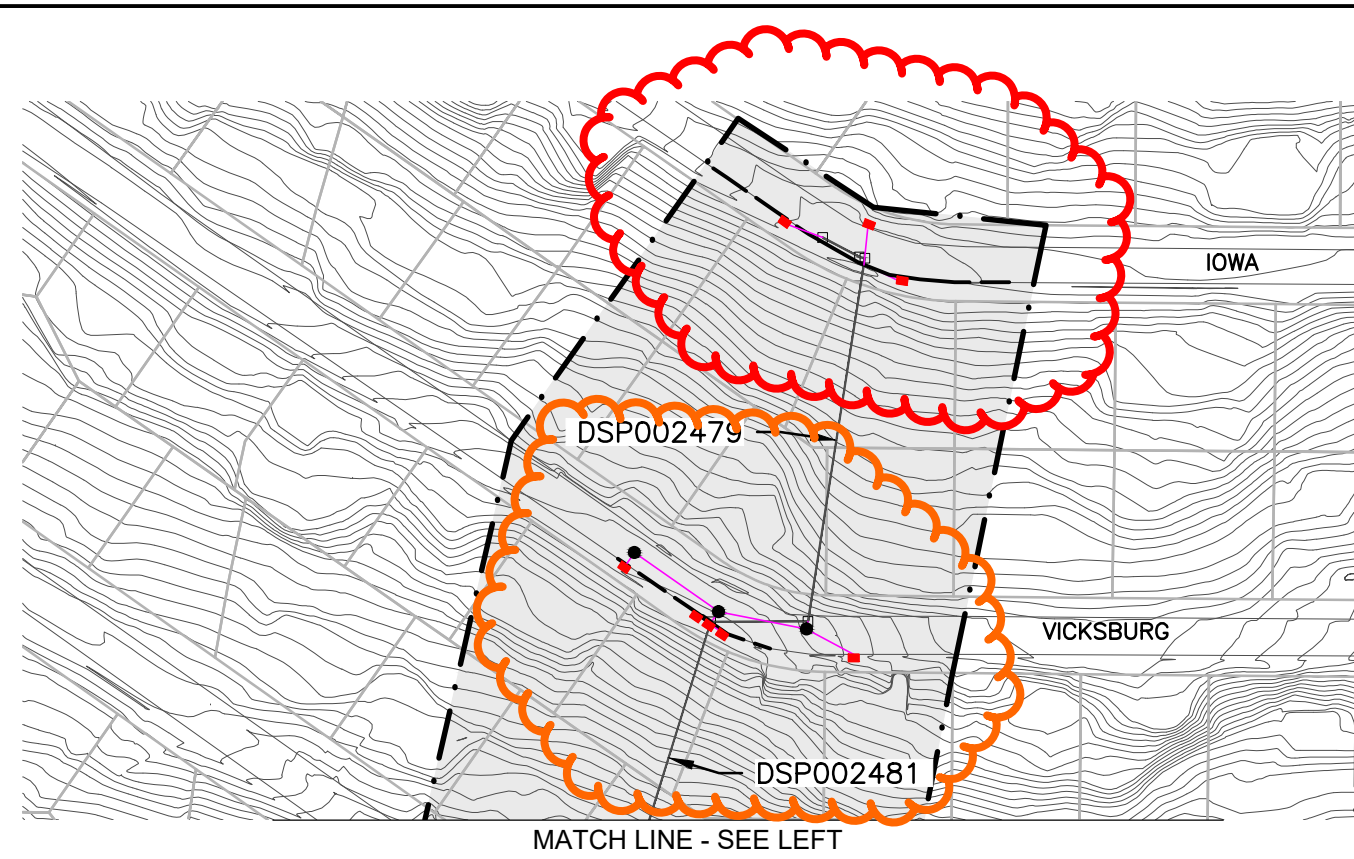 IOWA
DSP002479
VICKSBURG
DSP002481
MATCH LINE - SEE LEFT